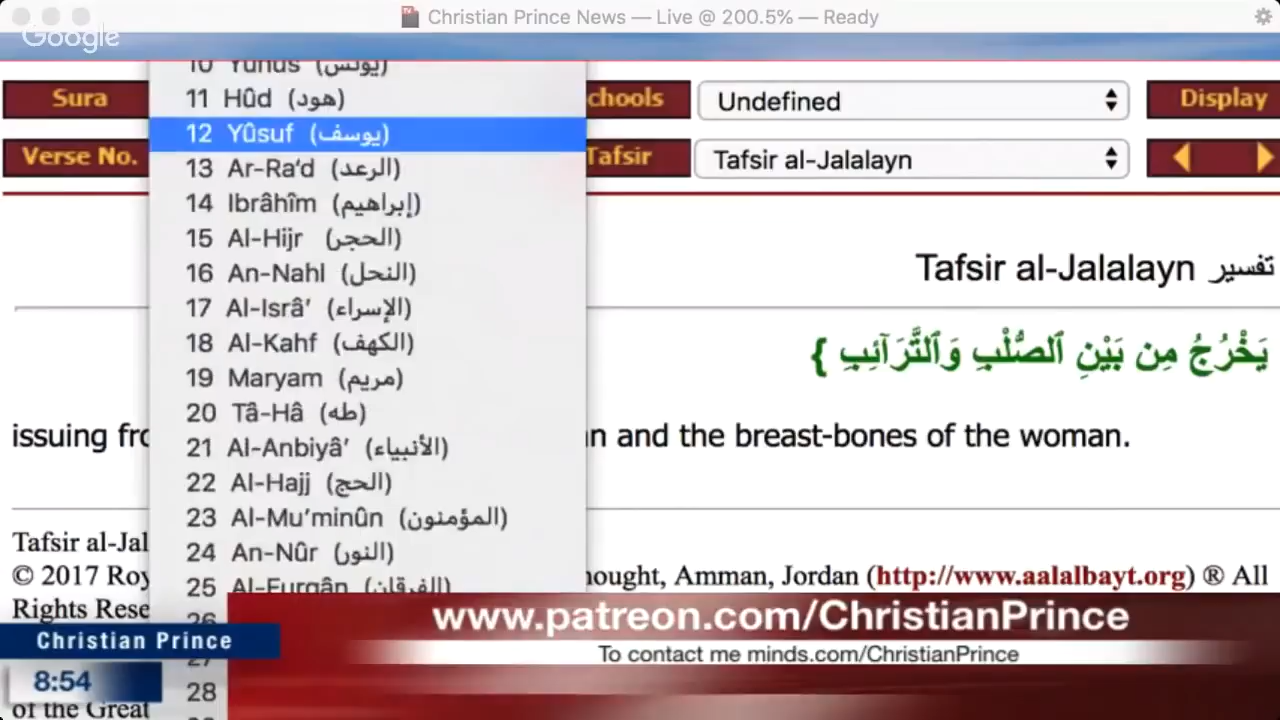 Christian Prince News — Live @ 200.5% — Ready
Google
10 Yûnus (يونس)
Sura
11 Hûd (هود)
chools
Undefined
Display
12 Yûsuf (يوسف)
Verse No.
13 Ar-Ra‘d (الرعد)
Tafsir
Tafsir al-Jalalayn
14 Ibrâhîm (إبراهيم)
15 Al-Hijr (الحجر)
16 An-Nahl (النحل)
Tafsir al-Jalalayn تفسير
17 Al-Isrâ’ (الإسراء)
18 Al-Kahf (الكهف)
يَخْرُجُ مِن بَيْنِ ٱلصُّلْبِ وَٱلتَّرَآئِبِ }
19 Maryam (مريم)
20 Tâ-Hâ (طه)
issuing fro
n and the breast-bones of the woman.
21 Al-Anbiyâ’ (الأنبياء)
22 Al-Hajj (الحج)
23 Al-Mu’minûn (المؤمنون)
24 An-Nûr (النور)
25 Al-Furqân (الفرقان)
26
27
28
Tafsir al-Jal
© 2017 Roy
hought, Amman, Jordan (http://www.aalalbayt.org) ® All
Rights Rese
www.patreon.com/ChristianPrince
Christian Prince
To contact me minds.com/ChristianPrince
8:54
of the Great